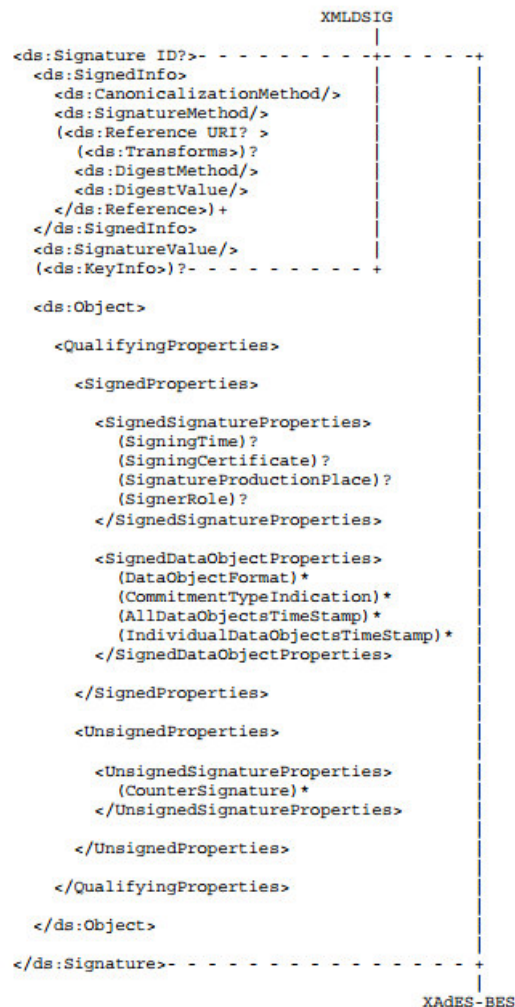 XMLDSIG
|
<ds:Signature ID?>- - - - - - - - -+- - - - -+
<ds:SignedInfo> | |
<ds:CanonicalizationMethod/> | |
<ds:SignatureMethod/> | |
(<ds:Reference URI? > | |
(<ds:Transforms>)? | |
<ds:DigestMethod/> | |
<ds:DigestValue/> | |
</ds:Reference>)+ | |
</ds:SignedInfo> | |
<ds:SignatureValue/> | |
(<ds:KeyInfo>)?- - - - - - - - - + |
<ds:Object> |
<QualifyingProperties> |
<SignedProperties> |
<SignedSignatureProperties> |
(SigningTime)? |
(SigningCertificate)? |
(SignatureProductionPlace)? |
(SignerRole)? |
</SignedSignatureProperties> |
<SignedDataObjectProperties> |
(DataObjectFormat)* |
(CommitmentTypeIndication)* |
(AllDataObjectsTimeStamp)* |
(IndividualDataObjectsTimeStamp)* |
</SignedDataObjectProperties> |
</SignedProperties> |
<UnsignedProperties> |
<UnsignedSignatureProperties> |
(CounterSignature)* |
</UnsignedSignatureProperties> |
</UnsignedProperties> |
</QualifyingProperties> |
</ds:Object> |
</ds:Signature>- - - - - - - - - - - - - - - +
|
XAdES-BES